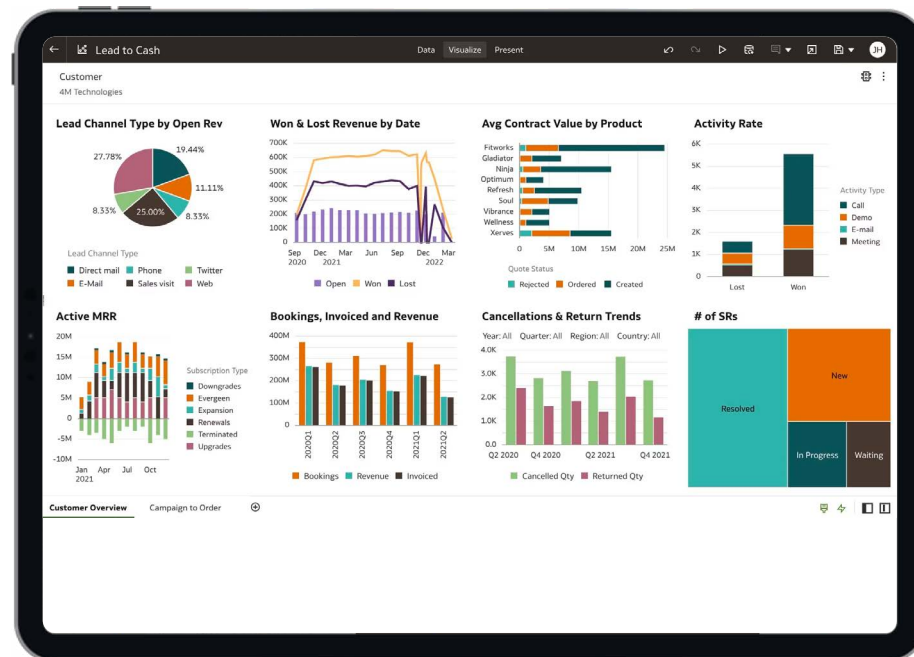 Lead to Cash
Data Visualize Present
JH
Customer
4M Technologies
Lead Channel Type by Open Rev
19.44%
11.11%
8.33%
25.00%
8.33%
27.78%
Lead Channel Type
Direct mail Phone Twitter
E-Mail Sales visit Web
Won & Lost Revenue by Date
700K
600K
500K
400K
300K
200K
100K
0
Sep Dec Mar Jun Sep Dec Mar
2020 2021 2022
Open Won Lost
Avg Contract Value by Product
Fitworks
Gladiator
Ninja
Optimum
Refresh
Soul
Vibrance
Wellness
Xerves
0 5M 10M 15M 20M 25M
Quote Status
Rejected Ordered Created
Activity Rate
6K
5K
4K
3K
2K
1K
0
Lost Won
Activity Type
Call
Demo
E-mail
Meeting
Active MRR
20M
15M
10M
5M
0
-5M
-10M
Jan Apr Jul Oct
2021
Subscription Type
Downgrades
Evergeen
Expansion
Renewals
Terminated
Upgrades
Bookings, Invoiced and Revenue
400M
300M
200M
100M
0
2020Q1 2020Q2 2020Q3 2020Q4 2021Q1 2021Q2
Bookings Revenue Invoiced
Cancellations & Return Trends
Year: All Quarter: All Region: All Country: All
4.0K
3.0K
2.0K
1.0K
0.0
Q2 2020 Q4 2020 Q2 2021 Q4 2021
Cancelled Qty Returned Qty
# of SRs
Resolved
New
In Progress
Waiting
Customer Overview Campaign to Order